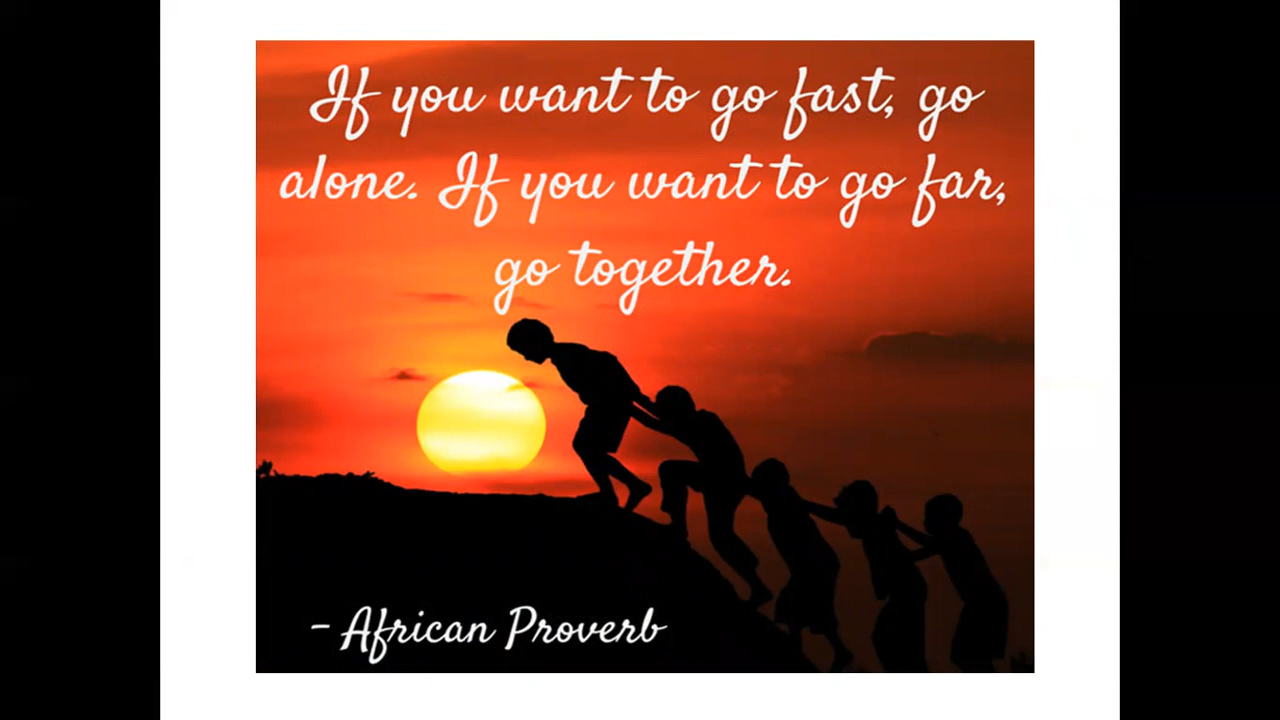 If you want to go fast, go
alone. If you want to go far,
go together.
- African Proverb